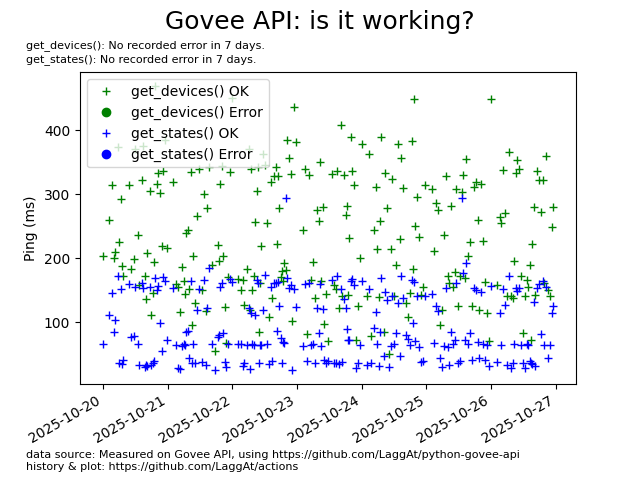 Govee API: is it working?
get_devices(): No recorded error in 7 days.
get_states(): No recorded error in 7 days.
get_devices() OK
get_devices() Error
get_states() OK
get_states() Error
Ping (ms)
400
300
200
100
2025-10-20
2025-10-21
2025-10-22
2025-10-23
2025-10-24
2025-10-25
2025-10-26
2025-10-27
data source: Measured on Govee API, using https://github.com/LaggAt/python-govee-api
history & plot: https://github.com/LaggAt/actions